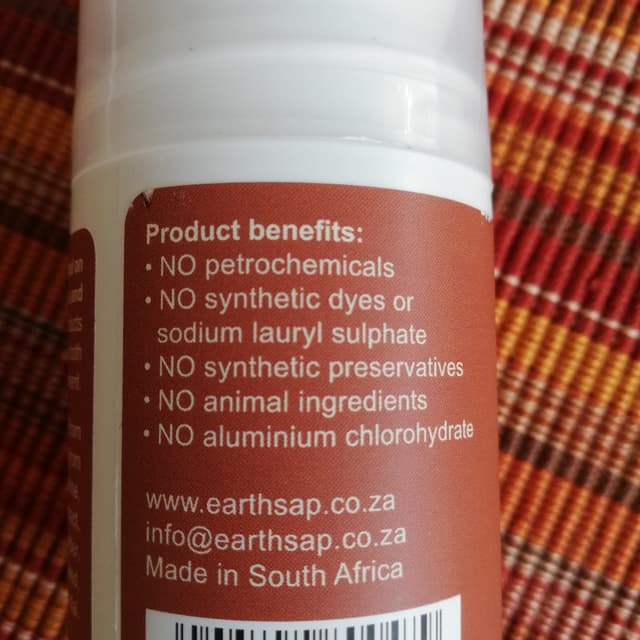 Product benefits:
• NO petrochemicals
• NO synthetic dyes or
sodium lauryl sulphate
• NO synthetic preservatives
• NO animal ingredients
• NO aluminium chlorohydrate
www.earthsap.co.za
info@earthsap.co.za
Made in South Africa